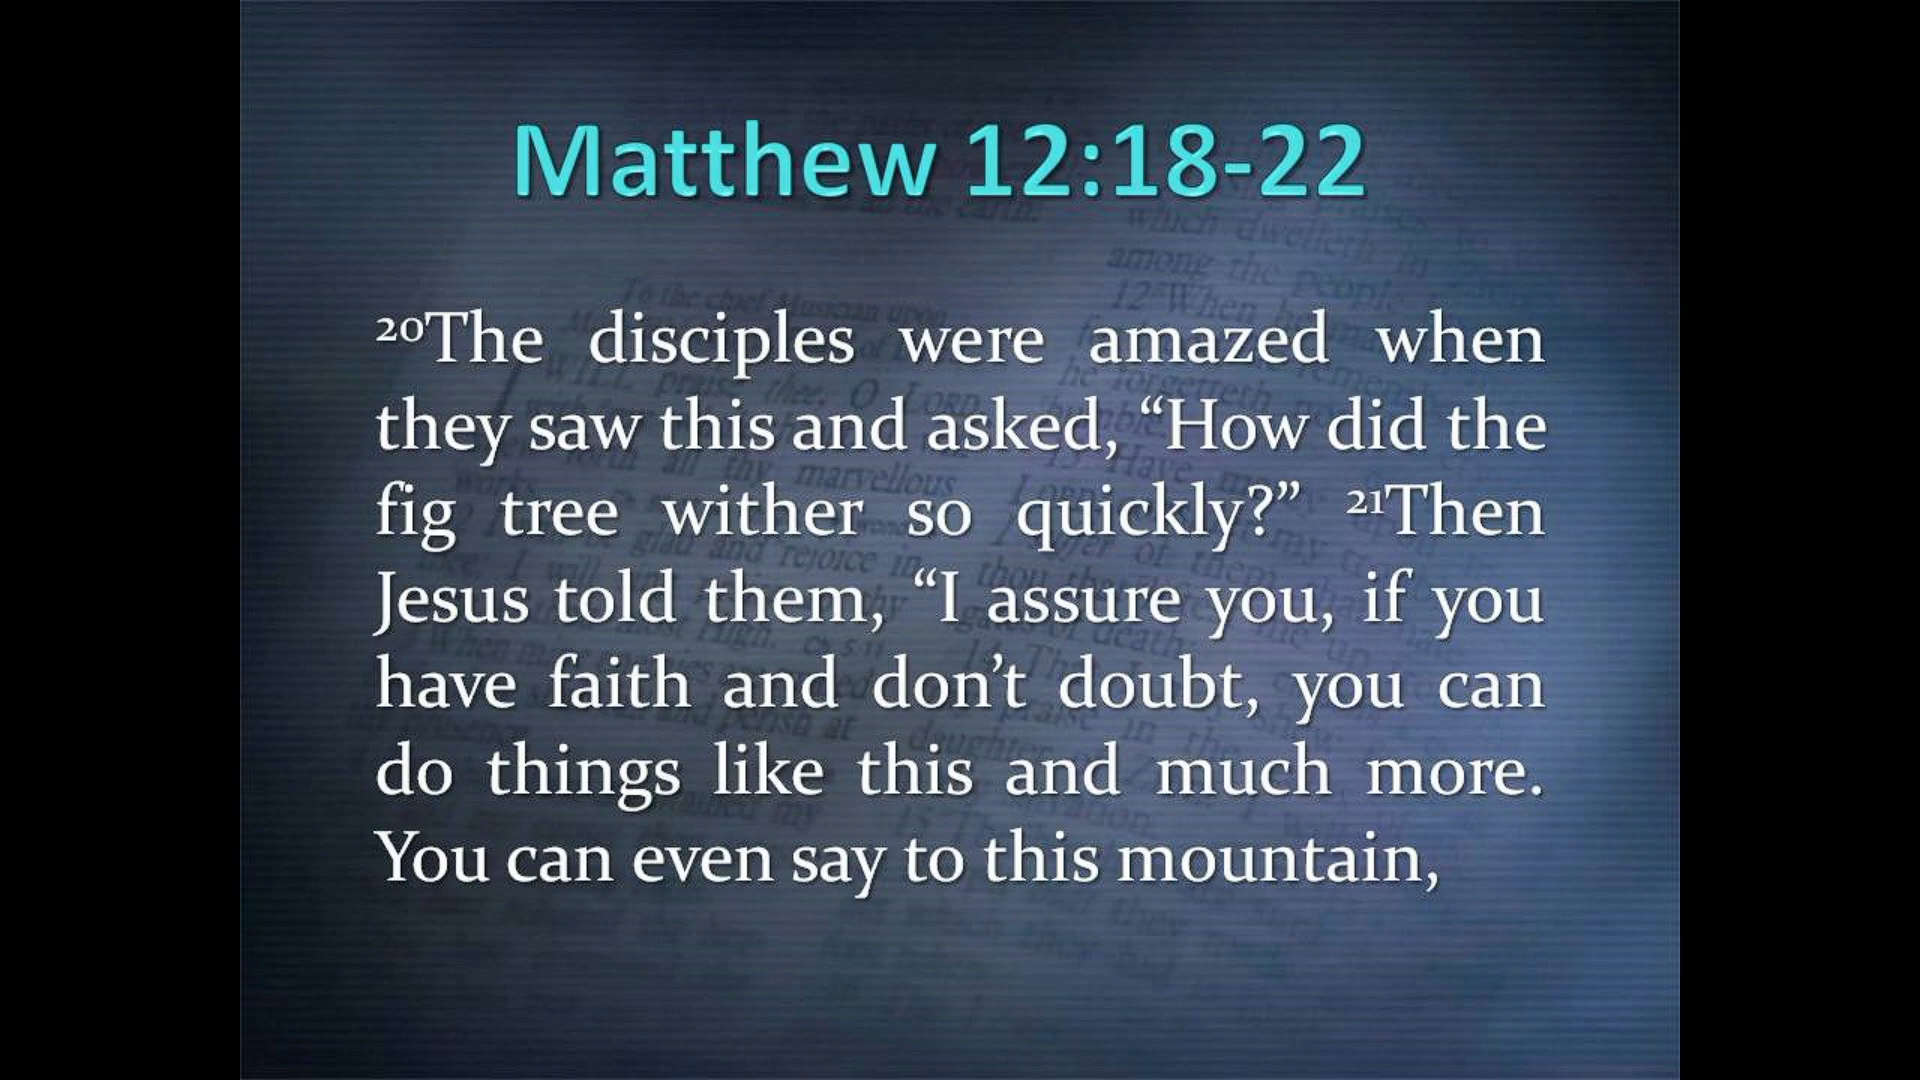 Matthew 12:18-22
20The disciples were amazed when
they saw this and asked, “How did the
fig tree wither so quickly?” 21Then
Jesus told them, “I assure you, if you
have faith and don’t doubt, you can
do things like this and much more.
You can even say to this mountain,